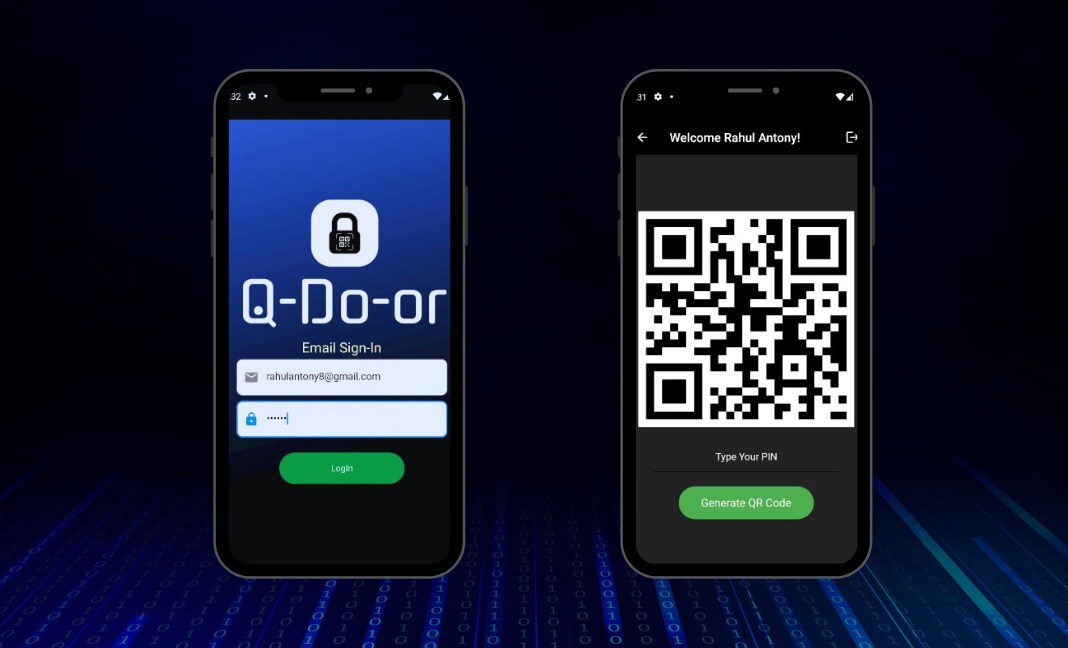 .32
Q-Do-or
Email Sign-In
rahulantony8@gmail.com
••••••
LogIn
.31
Welcome Rahul Antony!
Type Your PIN
Generate QR Code